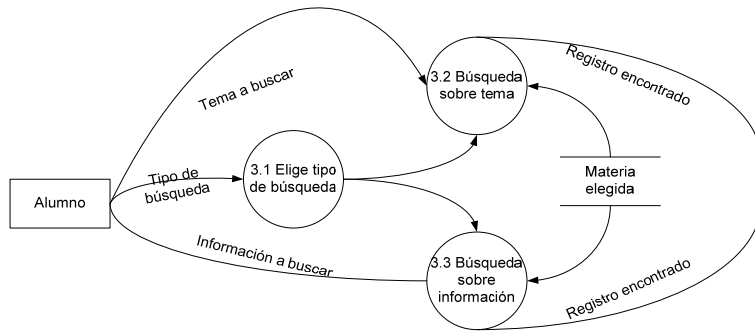 Registro encontrado
3.2 Búsqueda
sobre tema
Tema a buscar
3.1 Elige tipo
de búsqueda
Materia
elegida
Tipo de
búsqueda
Alumno
Información a buscar
3.3 Búsqueda
sobre
información
Registro encontrado